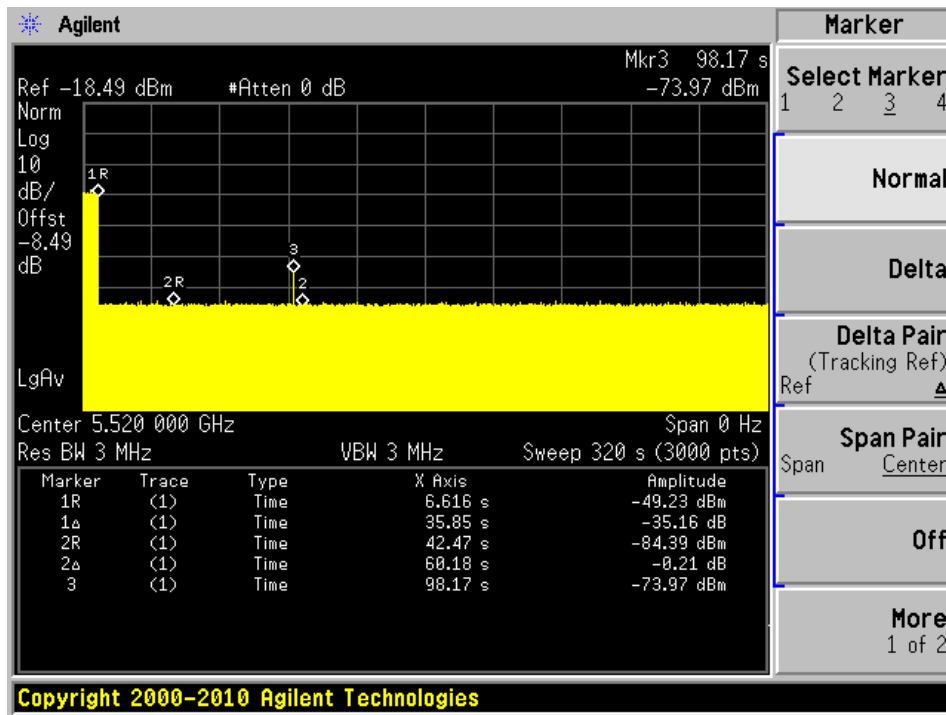 Agilent
Marker
Mkr3 98.17 s
Ref -18.49 dBm #Atten 0 dB -73.97 dBm
Norm
Log
10
dB/
Offst
-8.49
dB
LgAv
1R
2R
3
2
Center 5.520 000 GHz Span 0 Hz
Res BW 3 MHz VBW 3 MHz Sweep 320 s (3000 pts)
Marker Trace Type X Axis Amplitude
1R (1) Time 6.616 s -49.23 dBm
1Δ (1) Time 35.85 s -35.16 dB
2R (1) Time 42.47 s -84.39 dBm
2Δ (1) Time 60.18 s -0.21 dB
3 (1) Time 98.17 s -73.97 dBm
Select Marker
1 2 3 4
Normal
Delta
Delta Pair
(Tracking Ref)
Ref Δ
Span Pair
Span Center
Off
More
1 of 2
Copyright 2000-2010 Agilent Technologies